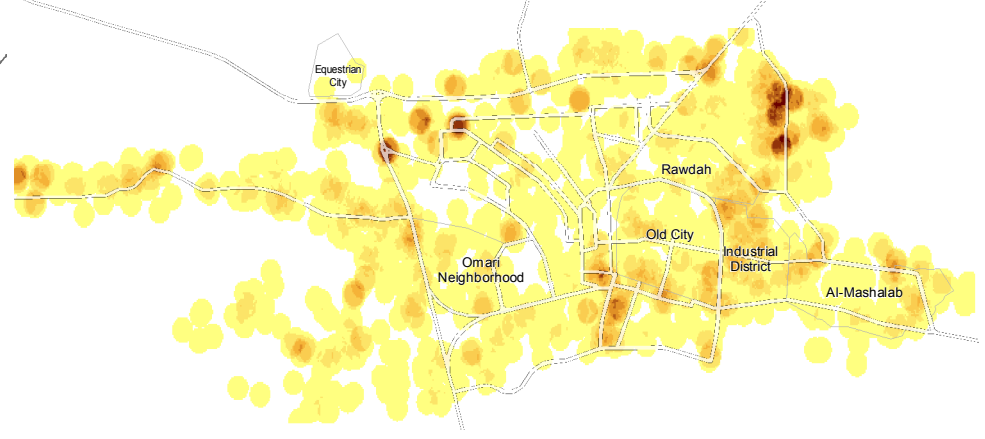 Equestrian
City
Rawdah
Old City
Industrial
District
Omari
Neighborhood
Al-Mashalab